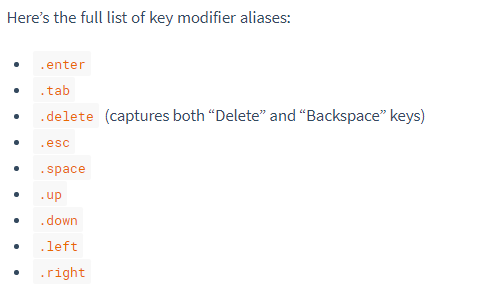 Here’s the full list of key modifier aliases:
.enter
.tab
.delete (captures both “Delete” and “Backspace” keys)
.esc
.space
.up
.down
.left
.right